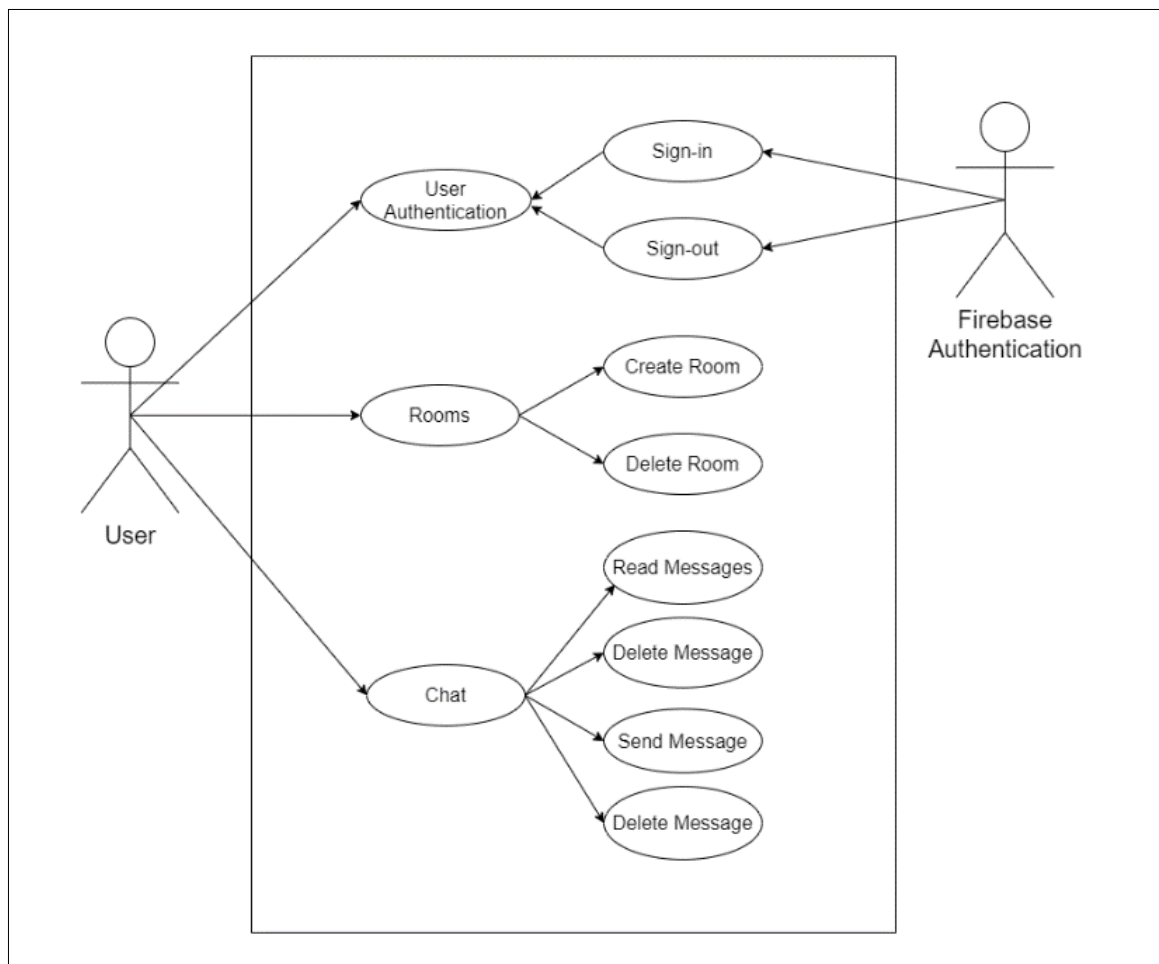 Sign-in
User
Authentication
Sign-out
Firebase
Authentication
Create Room
Rooms
Delete Room
User
Read Messages
Delete Message
Chat
Send Message
Delete Message